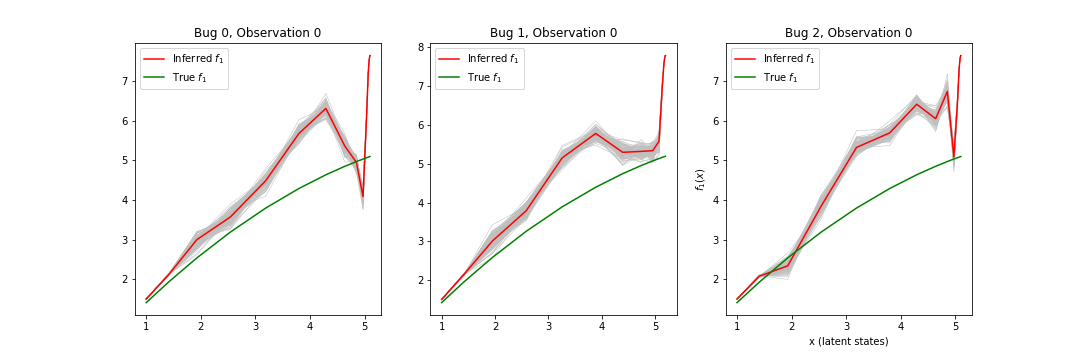 Bug 0, Observation 0
Inferred f₁
True f₁
7
6
5
4
3
2
1 2 3 4 5
Bug 1, Observation 0
Inferred f₁
True f₁
8
7
6
5
4
3
2
1 2 3 4 5
Bug 2, Observation 0
Inferred f₁
True f₁
f₁(x)
7
6
5
4
3
2
1 2 3 4 5
x (latent states)